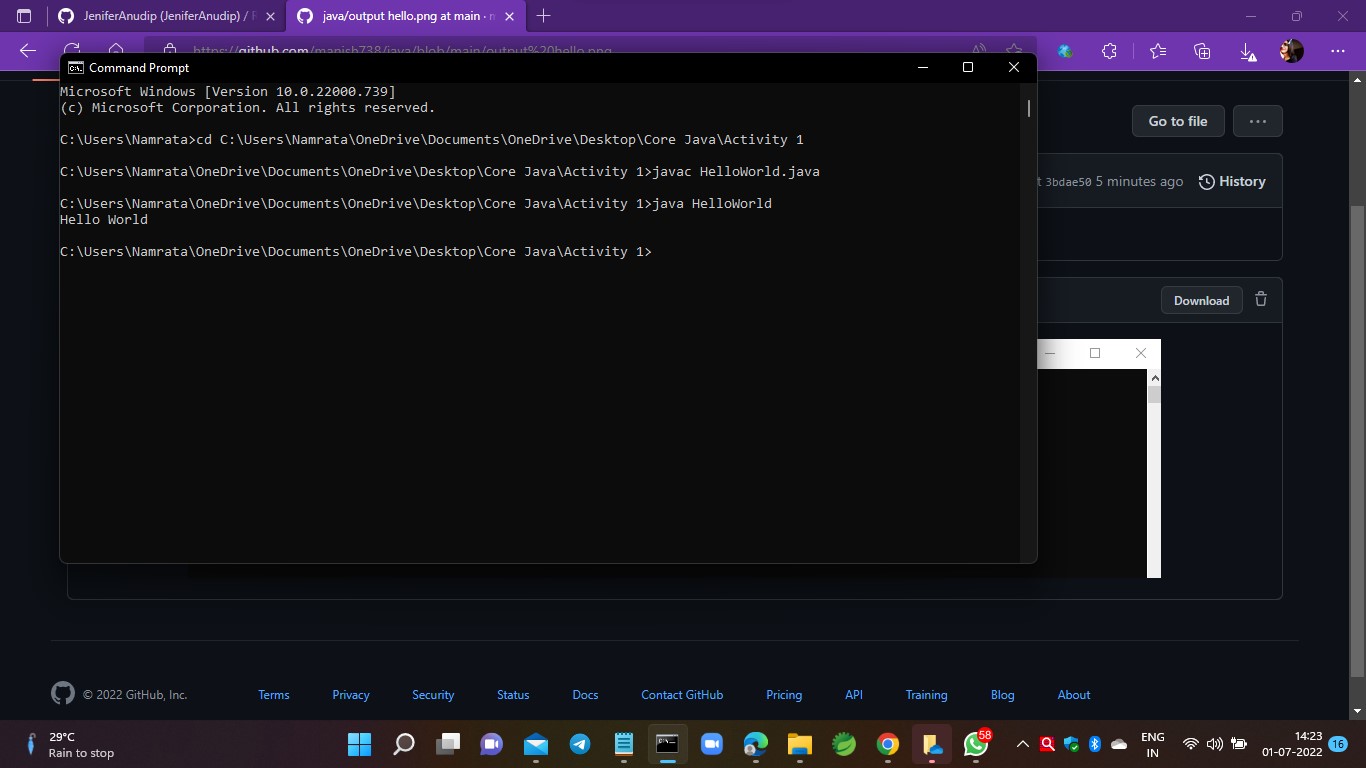 JeniferAnudip (JeniferAnudip) /
java/output hello.png at main ·
https://github.com/manish738/java/blob/main/output%20hello.png
Command Prompt
Microsoft Windows [Version 10.0.22000.739]
(c) Microsoft Corporation. All rights reserved.
C:\Users\Namrata>cd C:\Users\Namrata\OneDrive\Documents\OneDrive\Desktop\Core Java\Activity 1
C:\Users\Namrata\OneDrive\Documents\OneDrive\Desktop\Core Java\Activity 1>javac HelloWorld.java
C:\Users\Namrata\OneDrive\Documents\OneDrive\Desktop\Core Java\Activity 1>java HelloWorld
Hello World
C:\Users\Namrata\OneDrive\Documents\OneDrive\Desktop\Core Java\Activity 1>
Go to file
3bdae50 5 minutes ago History
Download
© 2022 GitHub, Inc. Terms Privacy Security Status Docs Contact GitHub Pricing API Training Blog About
29°C
Rain to stop
58
ENG
IN
14:23
01-07-2022
16